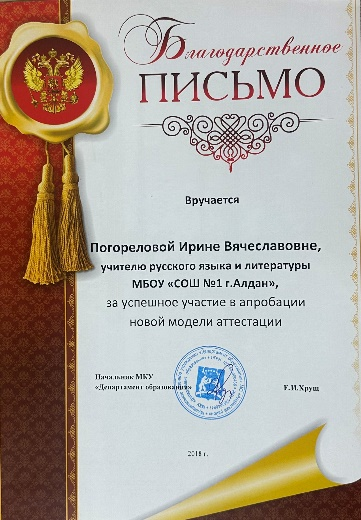 Благодарственное
ПИСЬМО
Вручается
Погореловой Ирине Вячеславовне,
учителю русского языка и литературы
МБОУ «СОШ №1 г.Алдан»,
за успешное участие в апробации
новой модели аттестации
Начальник МКУ
«Департамент образования»
Е.И.Хрущ
2018 г.